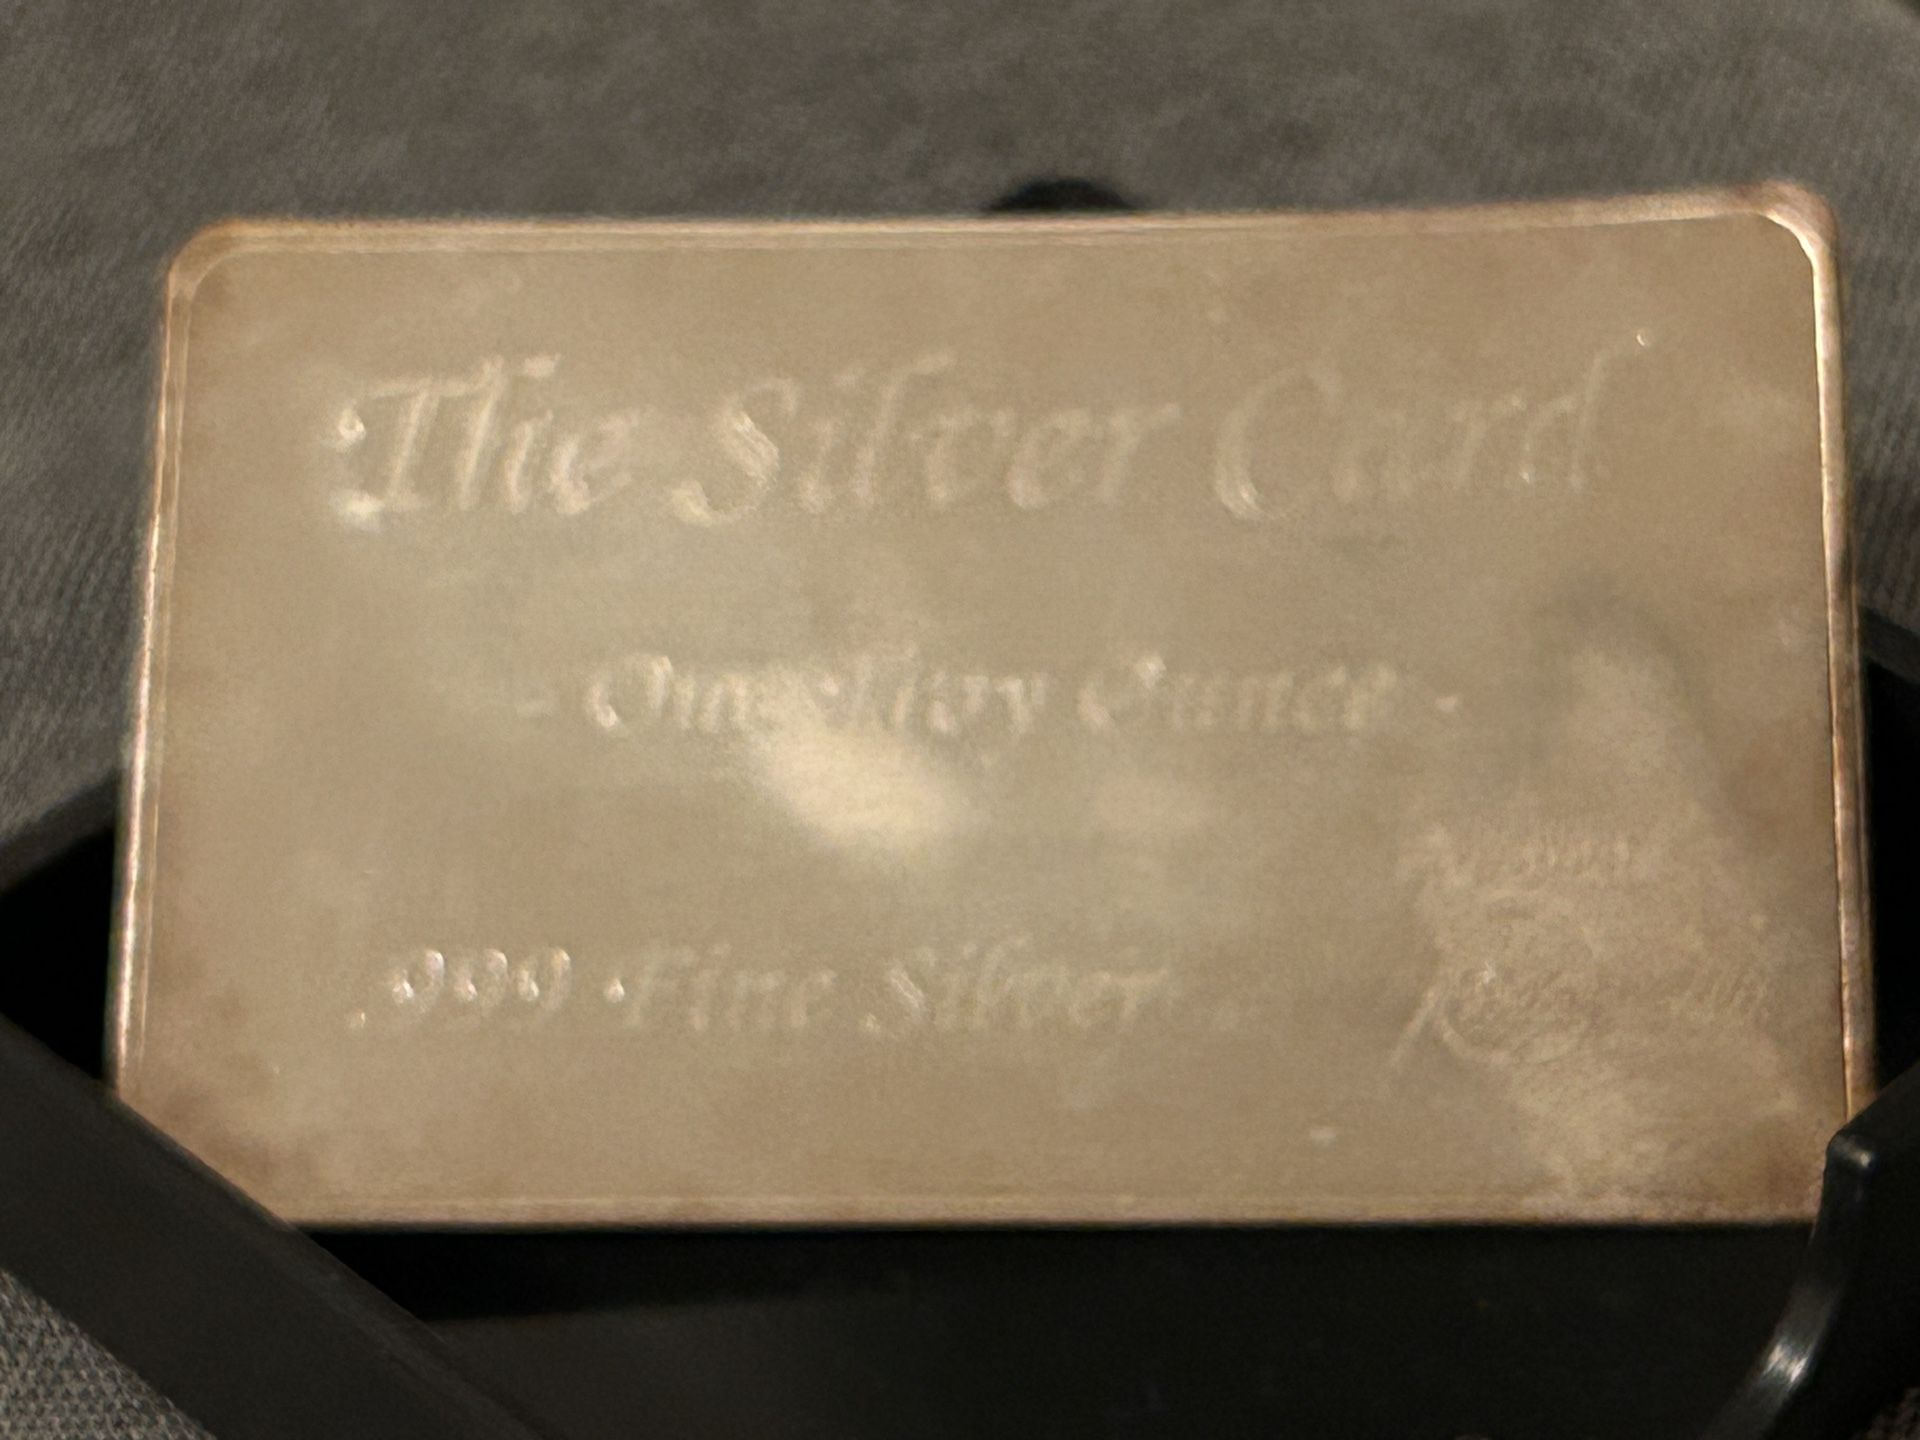 The Silver Card
- One Troy Ounce -
.999 Fine Silver